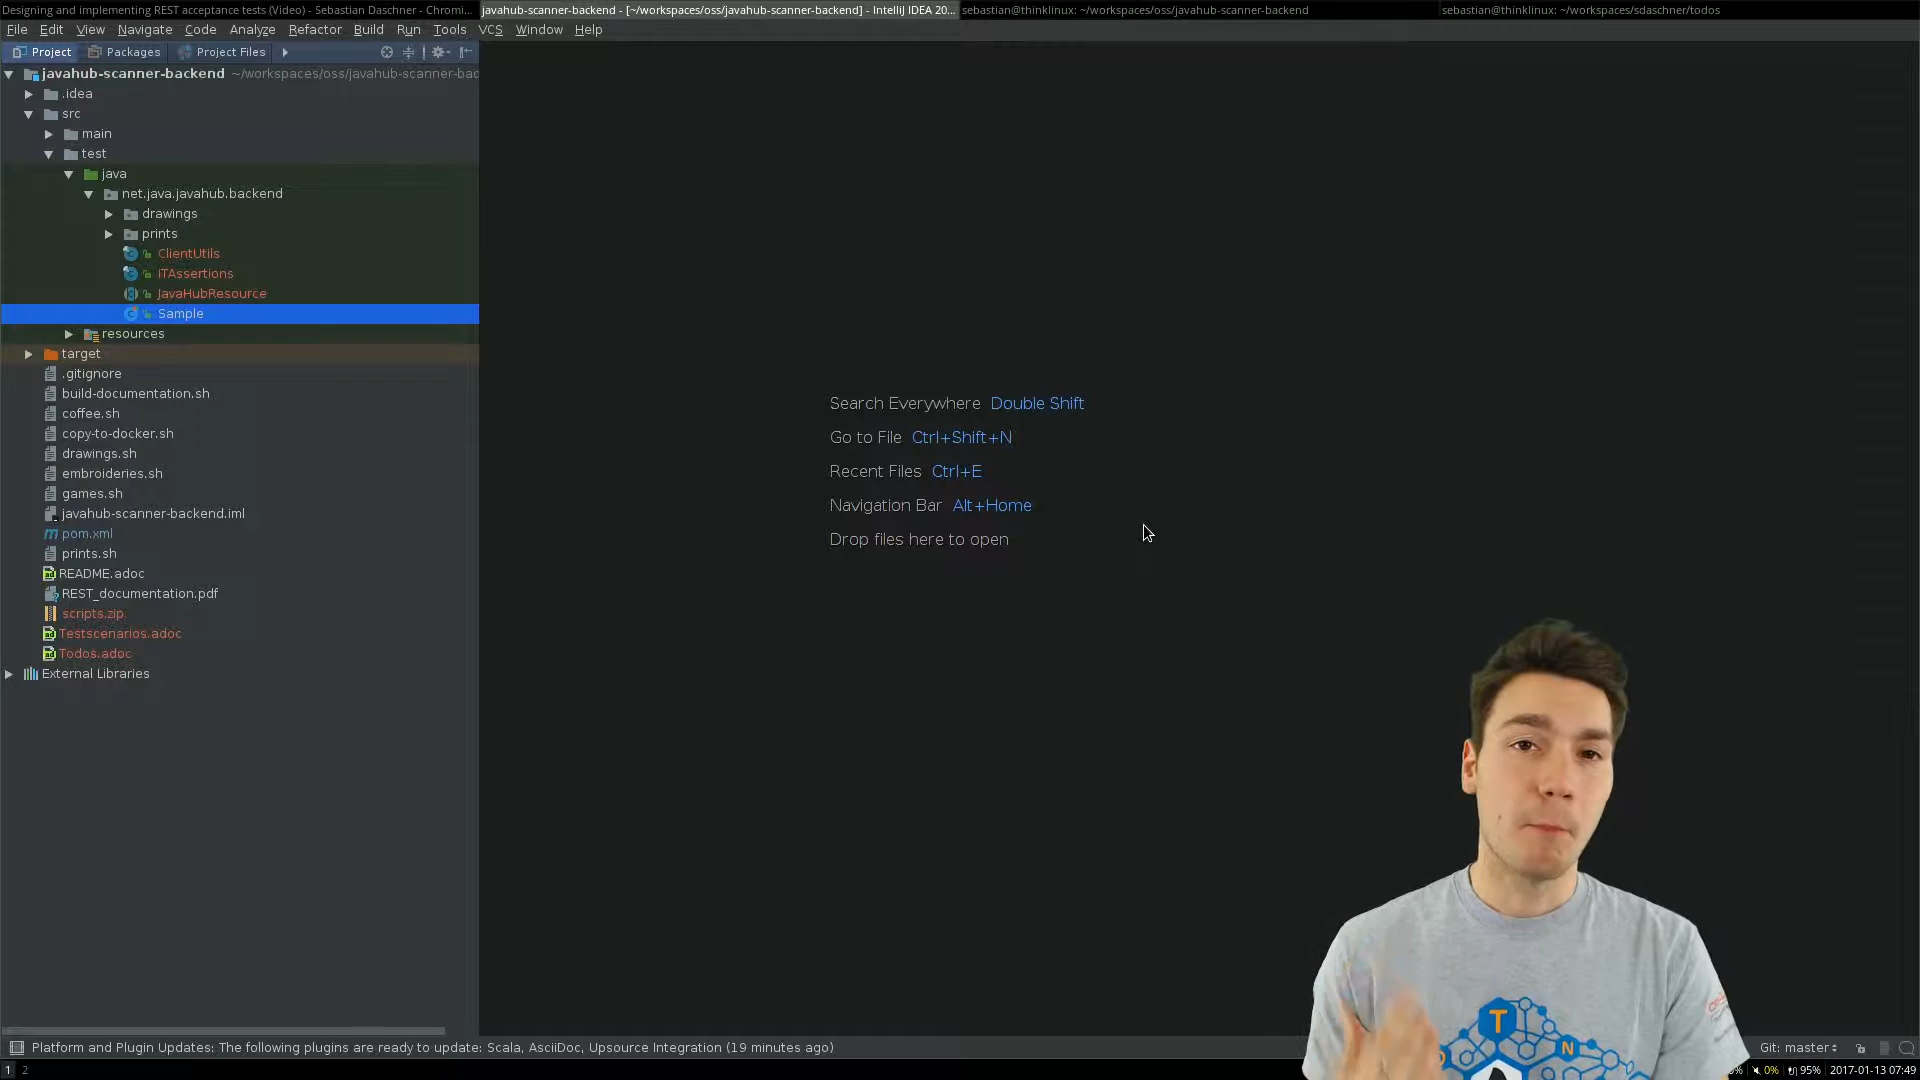 Designing and implementing REST acceptance tests (Video) - Sebastian Daschner - Chromi...
javahub-scanner-backend - [~/workspaces/oss/javahub-scanner-backend] - IntelliJ IDEA 20...
sebastian@thinklinux: ~/workspaces/oss/javahub-scanner-backend
sebastian@thinklinux: ~/workspaces/sdaschner/todos
File Edit View Navigate Code Analyze Refactor Build Run Tools VCS Window Help
Project Packages Project Files
javahub-scanner-backend ~/workspaces/oss/javahub-scanner-bac
.idea
src
main
test
java
net.java.javahub.backend
drawings
prints
ClientUtils
ITAssertions
JavaHubResource
Sample
resources
target
.gitignore
build-documentation.sh
coffee.sh
copy-to-docker.sh
drawings.sh
embroideries.sh
games.sh
javahub-scanner-backend.iml
pom.xml
prints.sh
README.adoc
REST_documentation.pdf
scripts.zip
Testscenarios.adoc
Todos.adoc
External Libraries
Search Everywhere Double Shift
Go to File Ctrl+Shift+N
Recent Files Ctrl+E
Navigation Bar Alt+Home
Drop files here to open
T
N
Platform and Plugin Updates: The following plugins are ready to update: Scala, AsciiDoc, Upsource Integration (19 minutes ago)
Git: master
1 2
0% 95% 2017-01-13 07:49